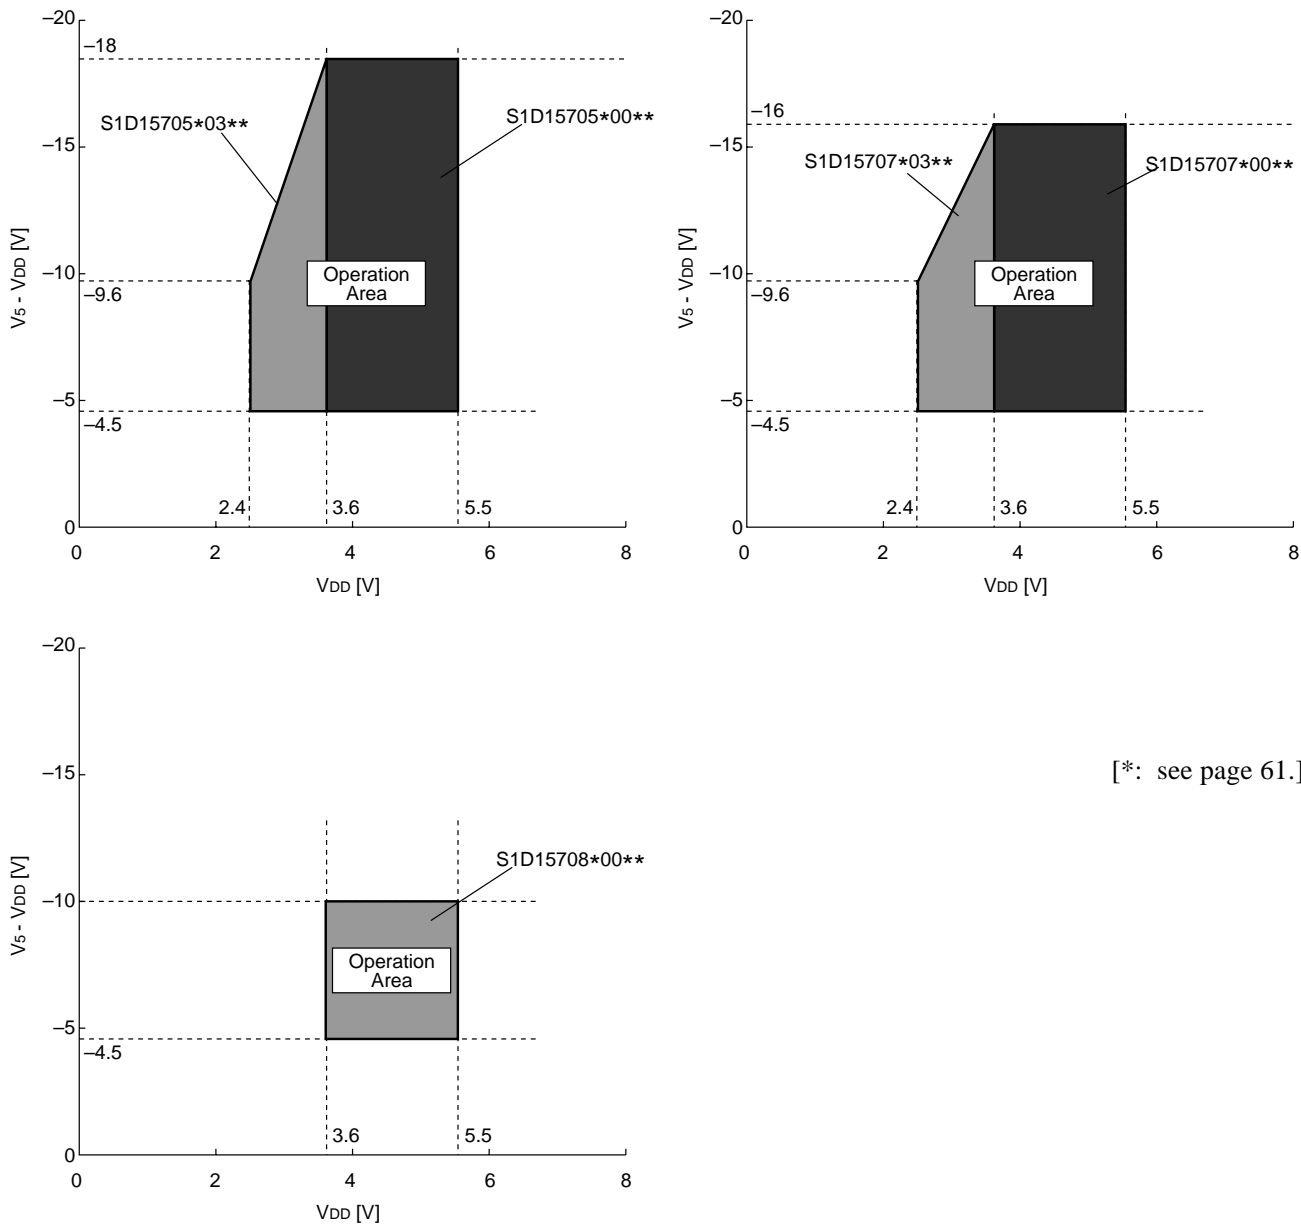 –20
–18
S1D15705*03**
S1D15705*00**
–15
V5 - VDD [V]
–10
–9.6
Operation
Area
–5
–4.5
2.4
3.6
5.5
0
0
2
4
6
8
VDD [V]
–20
–16
–15
S1D15707*03**
S1D15707*00**
V5 - VDD [V]
–10
–9.6
Operation
Area
–5
–4.5
2.4
3.6
5.5
0
0
2
4
6
8
VDD [V]
–20
–15
[*: see page 61.]
S1D15708*00**
V5 - VDD [V]
–10
Operation
Area
–5
–4.5
3.6
5.5
0
0
2
4
6
8
VDD [V]